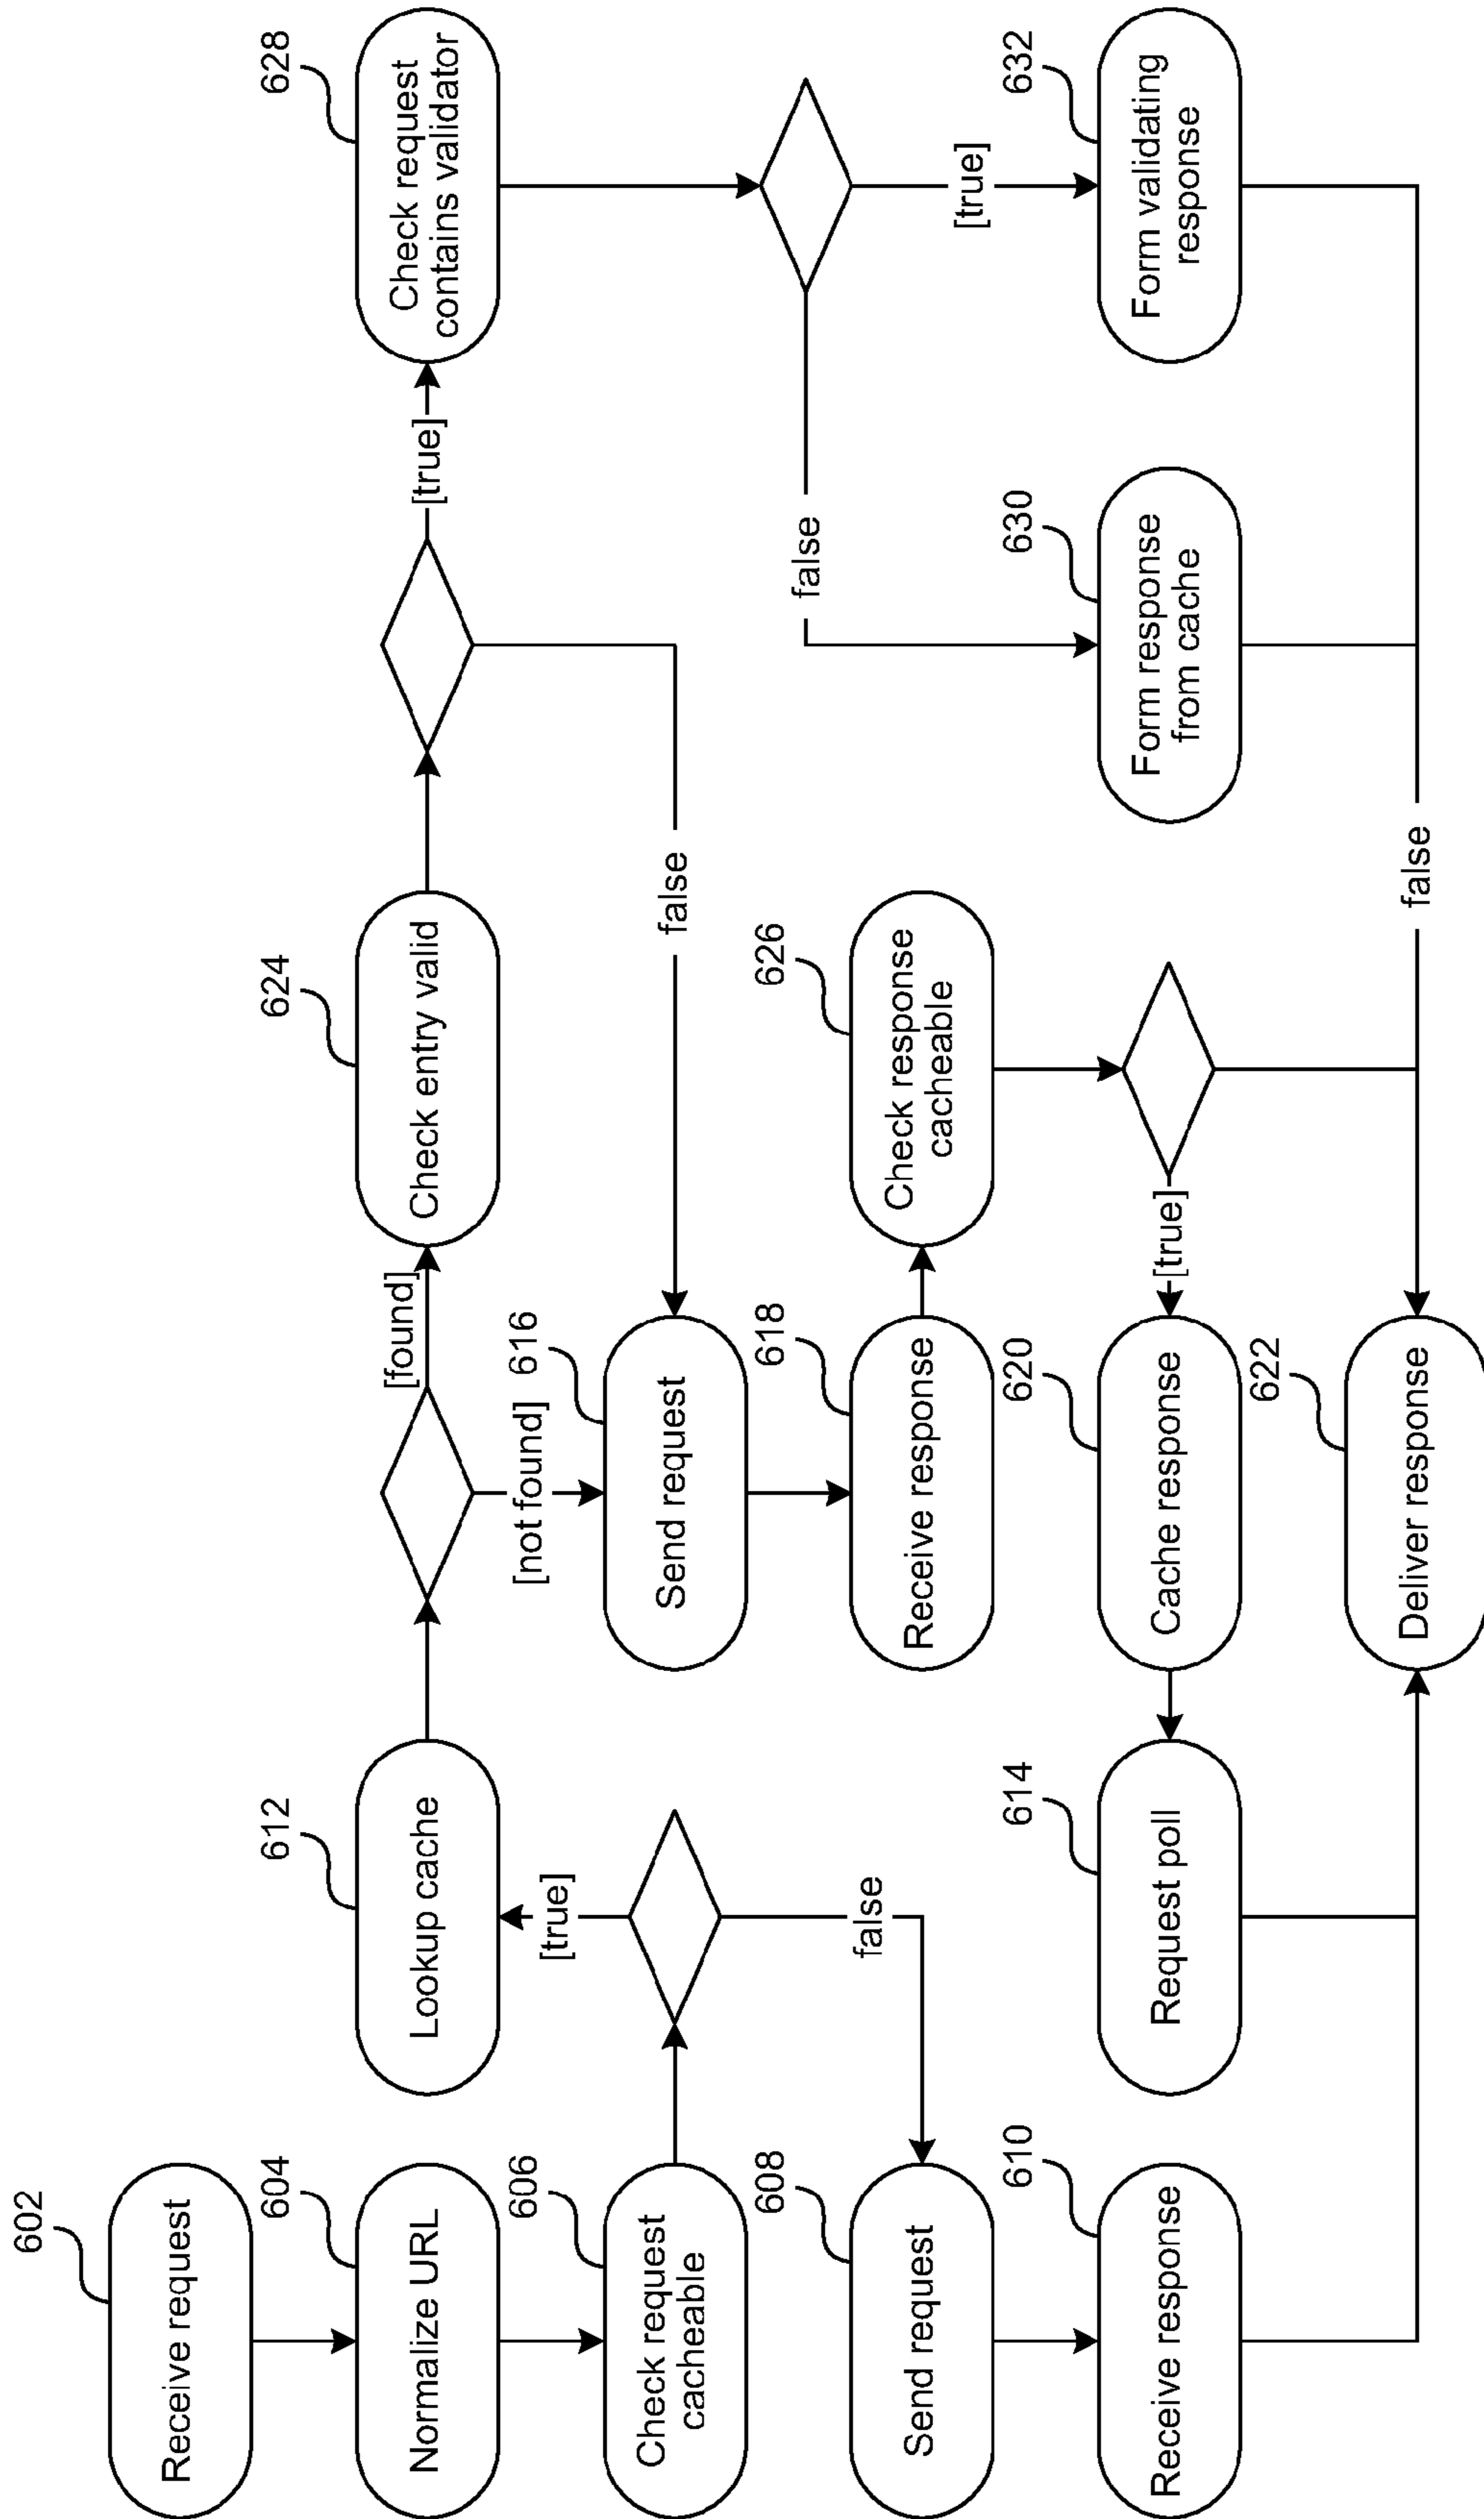 602
Receive request
604
Normalize URL
606
Check request
cacheable
[true]
false
608
Send request
610
Receive response
612
Lookup cache
[found]
[not found]
616
Send request
618
Receive response
620
Cache response
614
Request poll
622
Deliver response
624
Check entry valid
[true]
false
626
Check response
cacheable
[true]
false
628
Check request
contains validator
false
[true]
630
Form response
from cache
632
Form validating
response